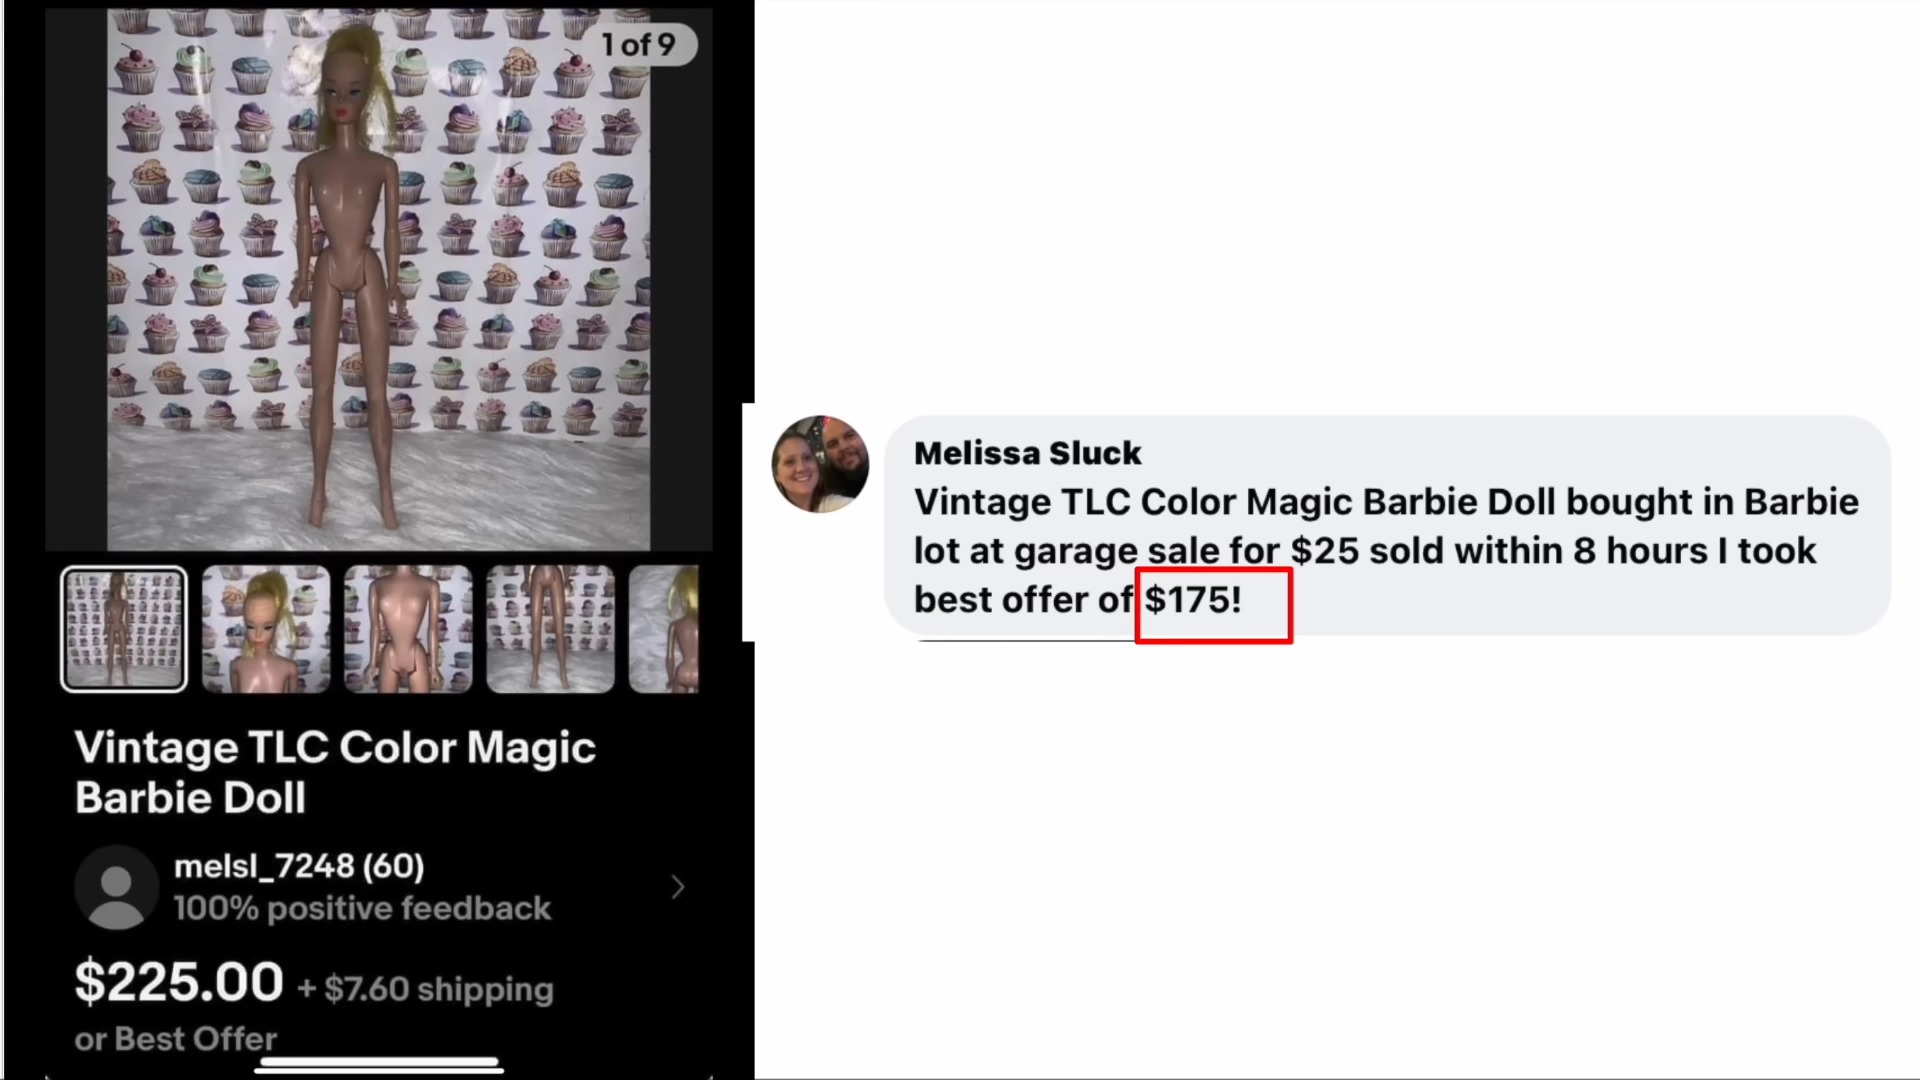 1 of 9
Vintage TLC Color Magic
Barbie Doll
melsl_7248 (60)
100% positive feedback
$225.00 + $7.60 shipping
or Best Offer
Melissa Sluck
Vintage TLC Color Magic Barbie Doll bought in Barbie
lot at garage sale for $25 sold within 8 hours I took
best offer of $175!